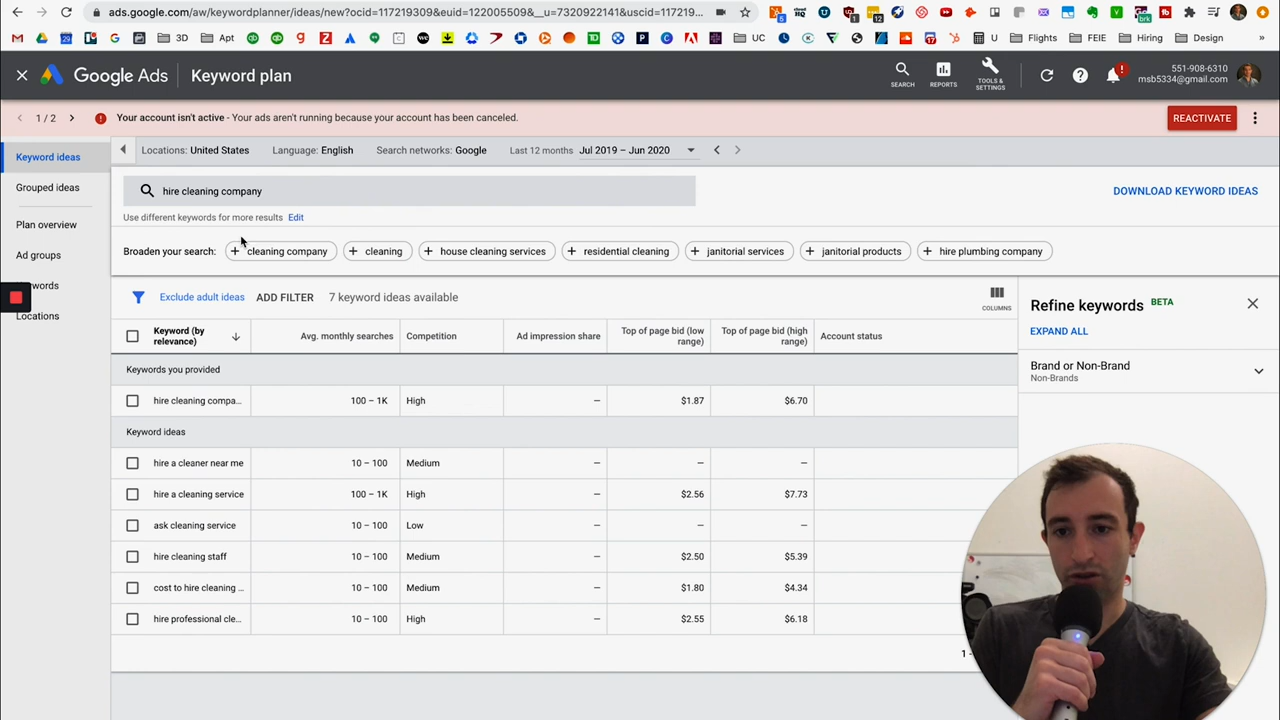 ads.google.com/aw/keywordplanner/ideas/new?ocid=117219309&euid=122005509&__u=7320922141&uscid=117219...
3D
Apt
UC
U
Flights
FEIE
Hiring
Design
»
Google Ads
Keyword plan
SEARCH
REPORTS
TOOLS & SETTINGS
551-908-6310
msb5334@gmail.com
1 / 2
Your account isn't active - Your ads aren't running because your account has been canceled.
REACTIVATE
Keyword ideas
Grouped ideas
Plan overview
Ad groups
Locations
Locations: United States
Language: English
Search networks: Google
Last 12 months
Jul 2019 – Jun 2020
hire cleaning company
DOWNLOAD KEYWORD IDEAS
Use different keywords for more results Edit
Broaden your search:
cleaning company
cleaning
house cleaning services
residential cleaning
janitorial services
janitorial products
hire plumbing company
Exclude adult ideas
ADD FILTER
7 keyword ideas available
COLUMNS
Keyword (by relevance)
Avg. monthly searches
Competition
Ad impression share
Top of page bid (low range)
Top of page bid (high range)
Account status
Keywords you provided
hire cleaning compa... 100 – 1K High – $1.87 $6.70
Keyword ideas
hire a cleaner near me 10 – 100 Medium – – –
hire a cleaning service 100 – 1K High – $2.56 $7.73
ask cleaning service 10 – 100 Low – – –
hire cleaning staff 10 – 100 Medium – $2.50 $5.39
cost to hire cleaning ... 10 – 100 Medium – $1.80 $4.34
hire professional cle... 10 – 100 High – $2.55 $6.18
Refine keywords BETA
EXPAND ALL
Brand or Non-Brand
Non-Brands